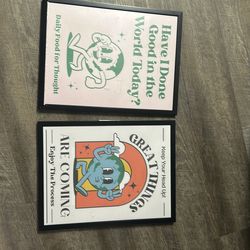 Have I Done
Good in the
World Today?
Daily Food for Thought
Keep Your Head Up!
GREAT THINGS
ARE COMING
Enjoy The Process